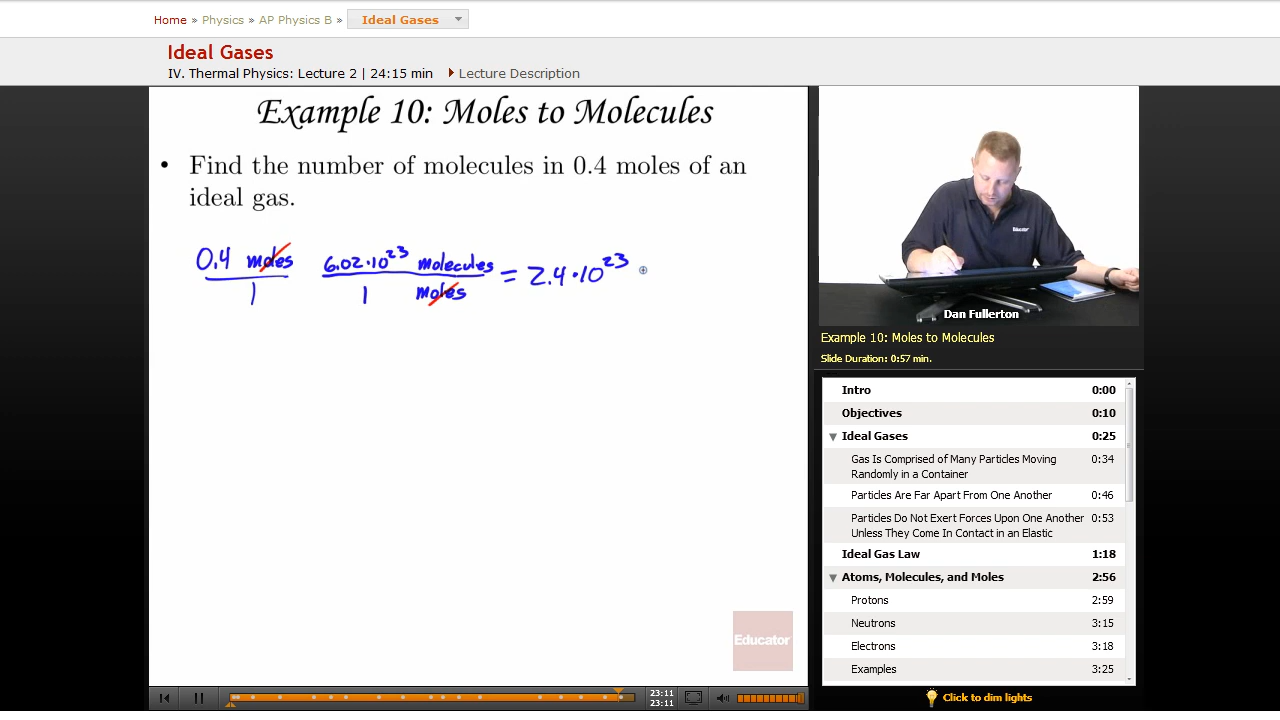 Home » Physics » AP Physics B » Ideal Gases
Ideal Gases
IV. Thermal Physics: Lecture 2 | 24:15 min Lecture Description
Example 10: Moles to Molecules
• Find the number of molecules in 0.4 moles of an
ideal gas.
0.4 moles 6.02·10²³ molecules = 2.4·10²³
1 1 moles
Educator
Educator
Dan Fullerton
Example 10: Moles to Molecules
Slide Duration: 0:57 min.
Intro 0:00
Objectives 0:10
Ideal Gases 0:25
Gas Is Comprised of Many Particles Moving 0:34
Randomly in a Container
Particles Are Far Apart From One Another 0:46
Particles Do Not Exert Forces Upon One Another 0:53
Unless They Come In Contact in an Elastic
Ideal Gas Law 1:18
Atoms, Molecules, and Moles 2:56
Protons 2:59
Neutrons 3:15
Electrons 3:18
Examples 3:25
23:11
23:11
Click to dim lights